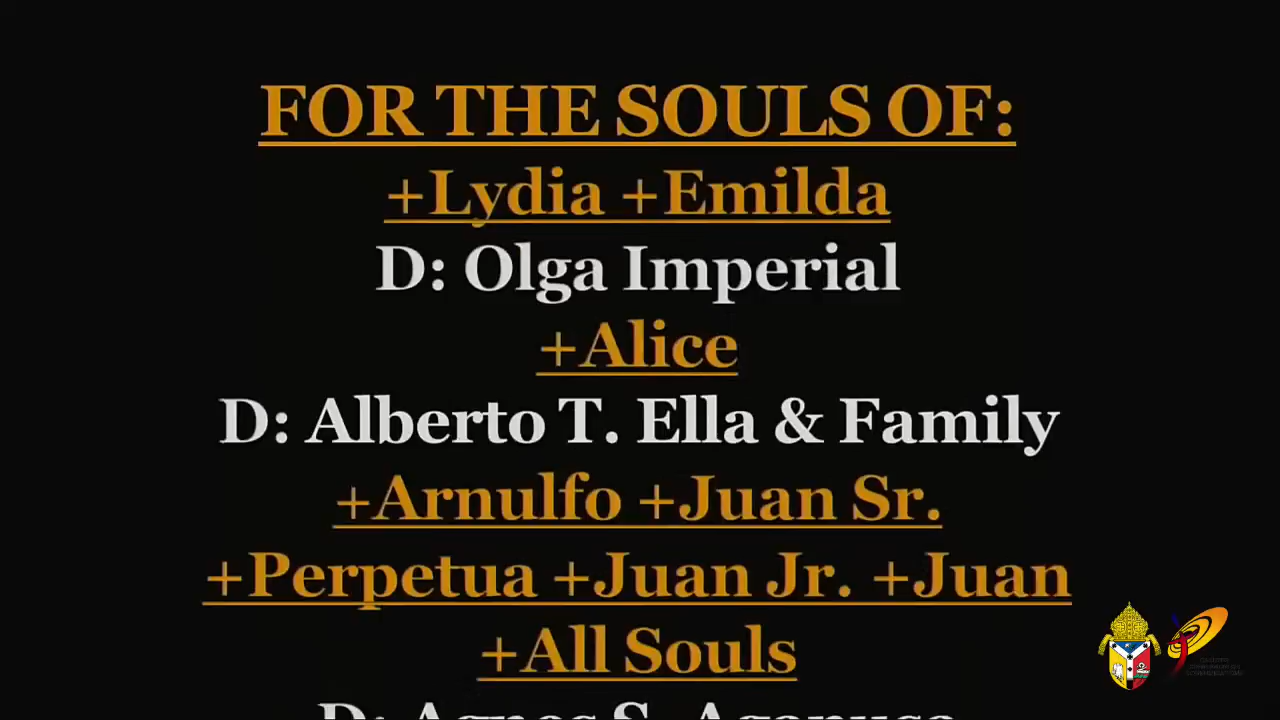 FOR THE SOULS OF:
+Lydia +Emilda
D: Olga Imperial
+Alice
D: Alberto T. Ella & Family
+Arnulfo +Juan Sr.
+Perpetua +Juan Jr. +Juan
+All Souls
D: Agnes S.